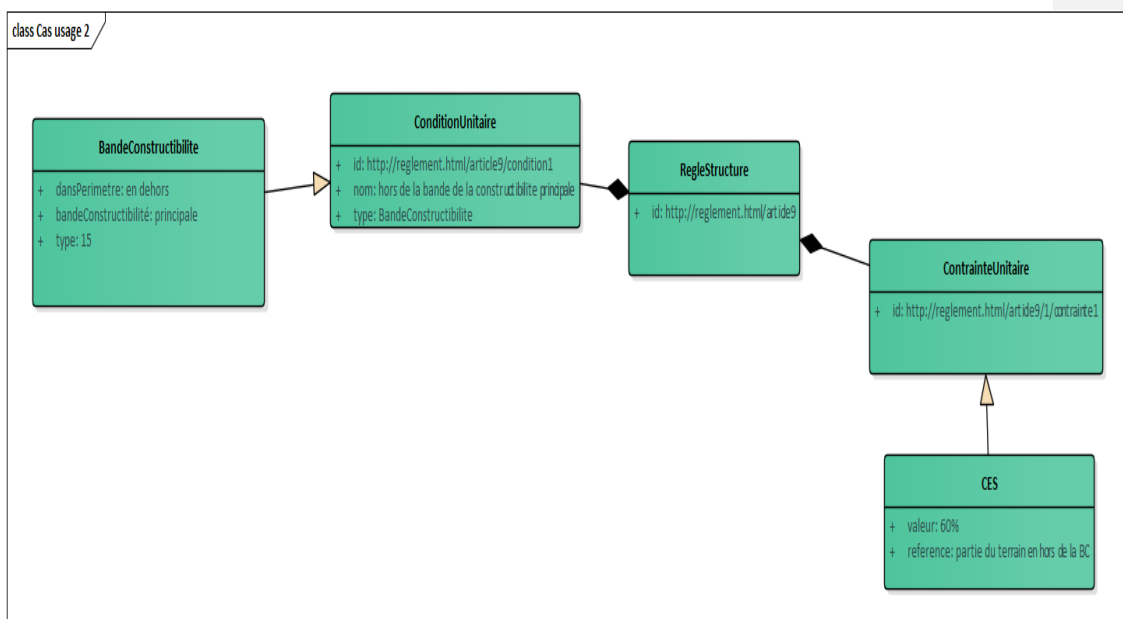 class Cas usage 2
BandeConstructibilite
+ dansPerimetre: en dehors
+ bandeConstructibilité: principale
+ type: 15
ConditionUnitaire
+ id: http://reglement.html/article9/condition1
+ nom: hors de la bande de la constructibilite principale
+ type: BandeConstructibilite
RegleStructure
+ id: http://reglement.html/article9
ContrainteUnitaire
+ id: http://reglement.html/article9/1/contrainte1
CES
+ valeur: 60%
+ reference: partie du terrain en hors de la BC